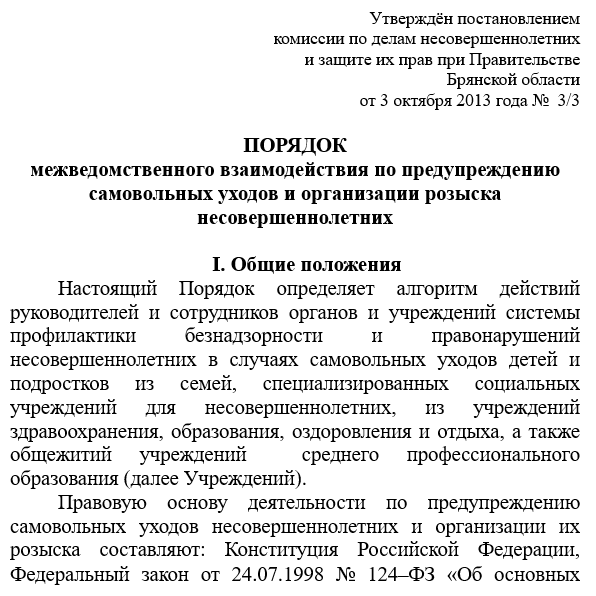 Утверждён постановлением
комиссии по делам несовершеннолетних
и защите их прав при Правительстве
Брянской области
от 3 октября 2013 года № 3/3
ПОРЯДОК
межведомственного взаимодействия по предупреждению
самовольных уходов и организации розыска
несовершеннолетних
I. Общие положения
Настоящий Порядок определяет алгоритм действий
руководителей и сотрудников органов и учреждений системы
профилактики безнадзорности и правонарушений
несовершеннолетних в случаях самовольных уходов детей и
подростков из семей, специализированных социальных
учреждений для несовершеннолетних, из учреждений
здравоохранения, образования, оздоровления и отдыха, а также
общежитий учреждений среднего профессионального
образования (далее Учреждений).
Правовую основу деятельности по предупреждению
самовольных уходов несовершеннолетних и организации их
розыска составляют: Конституция Российской Федерации,
Федеральный закон от 24.07.1998 № 124–ФЗ «Об основных